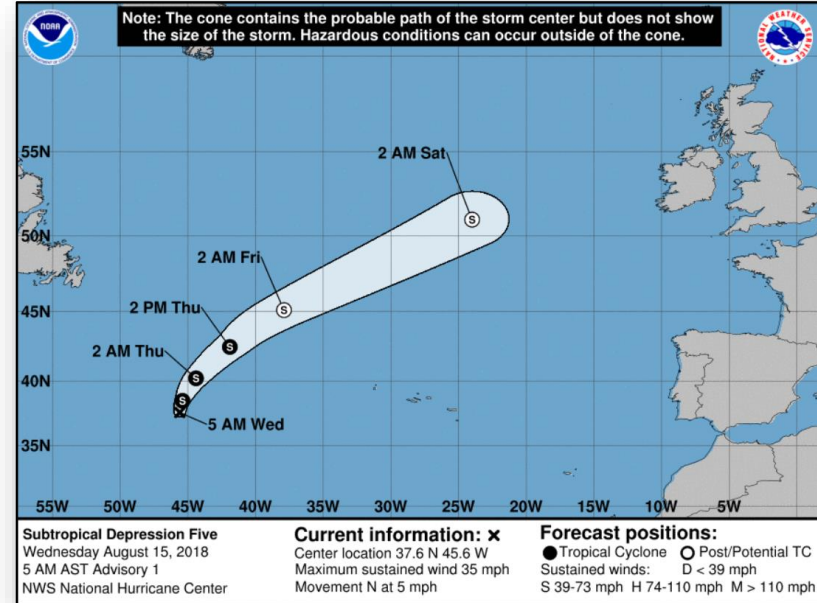 Note: The cone contains the probable path of the storm center but does not show
the size of the storm. Hazardous conditions can occur outside of the cone.
NOAA
NATIONAL WEATHER SERVICE
55N
50N
45N
40N
35N
2 AM Sat
2 AM Fri
2 PM Thu
2 AM Thu
5 AM Wed
S
S
S
S
S
55W 50W 45W 40W 35W 30W 25W 20W 15W 10W 5W
Subtropical Depression Five
Wednesday August 15, 2018
5 AM AST Advisory 1
NWS National Hurricane Center
Current information: x
Center location 37.6 N 45.6 W
Maximum sustained wind 35 mph
Movement N at 5 mph
Forecast positions:
Tropical Cyclone Post/Potential TC
Sustained winds: D < 39 mph
S 39-73 mph H 74-110 mph M > 110 mph